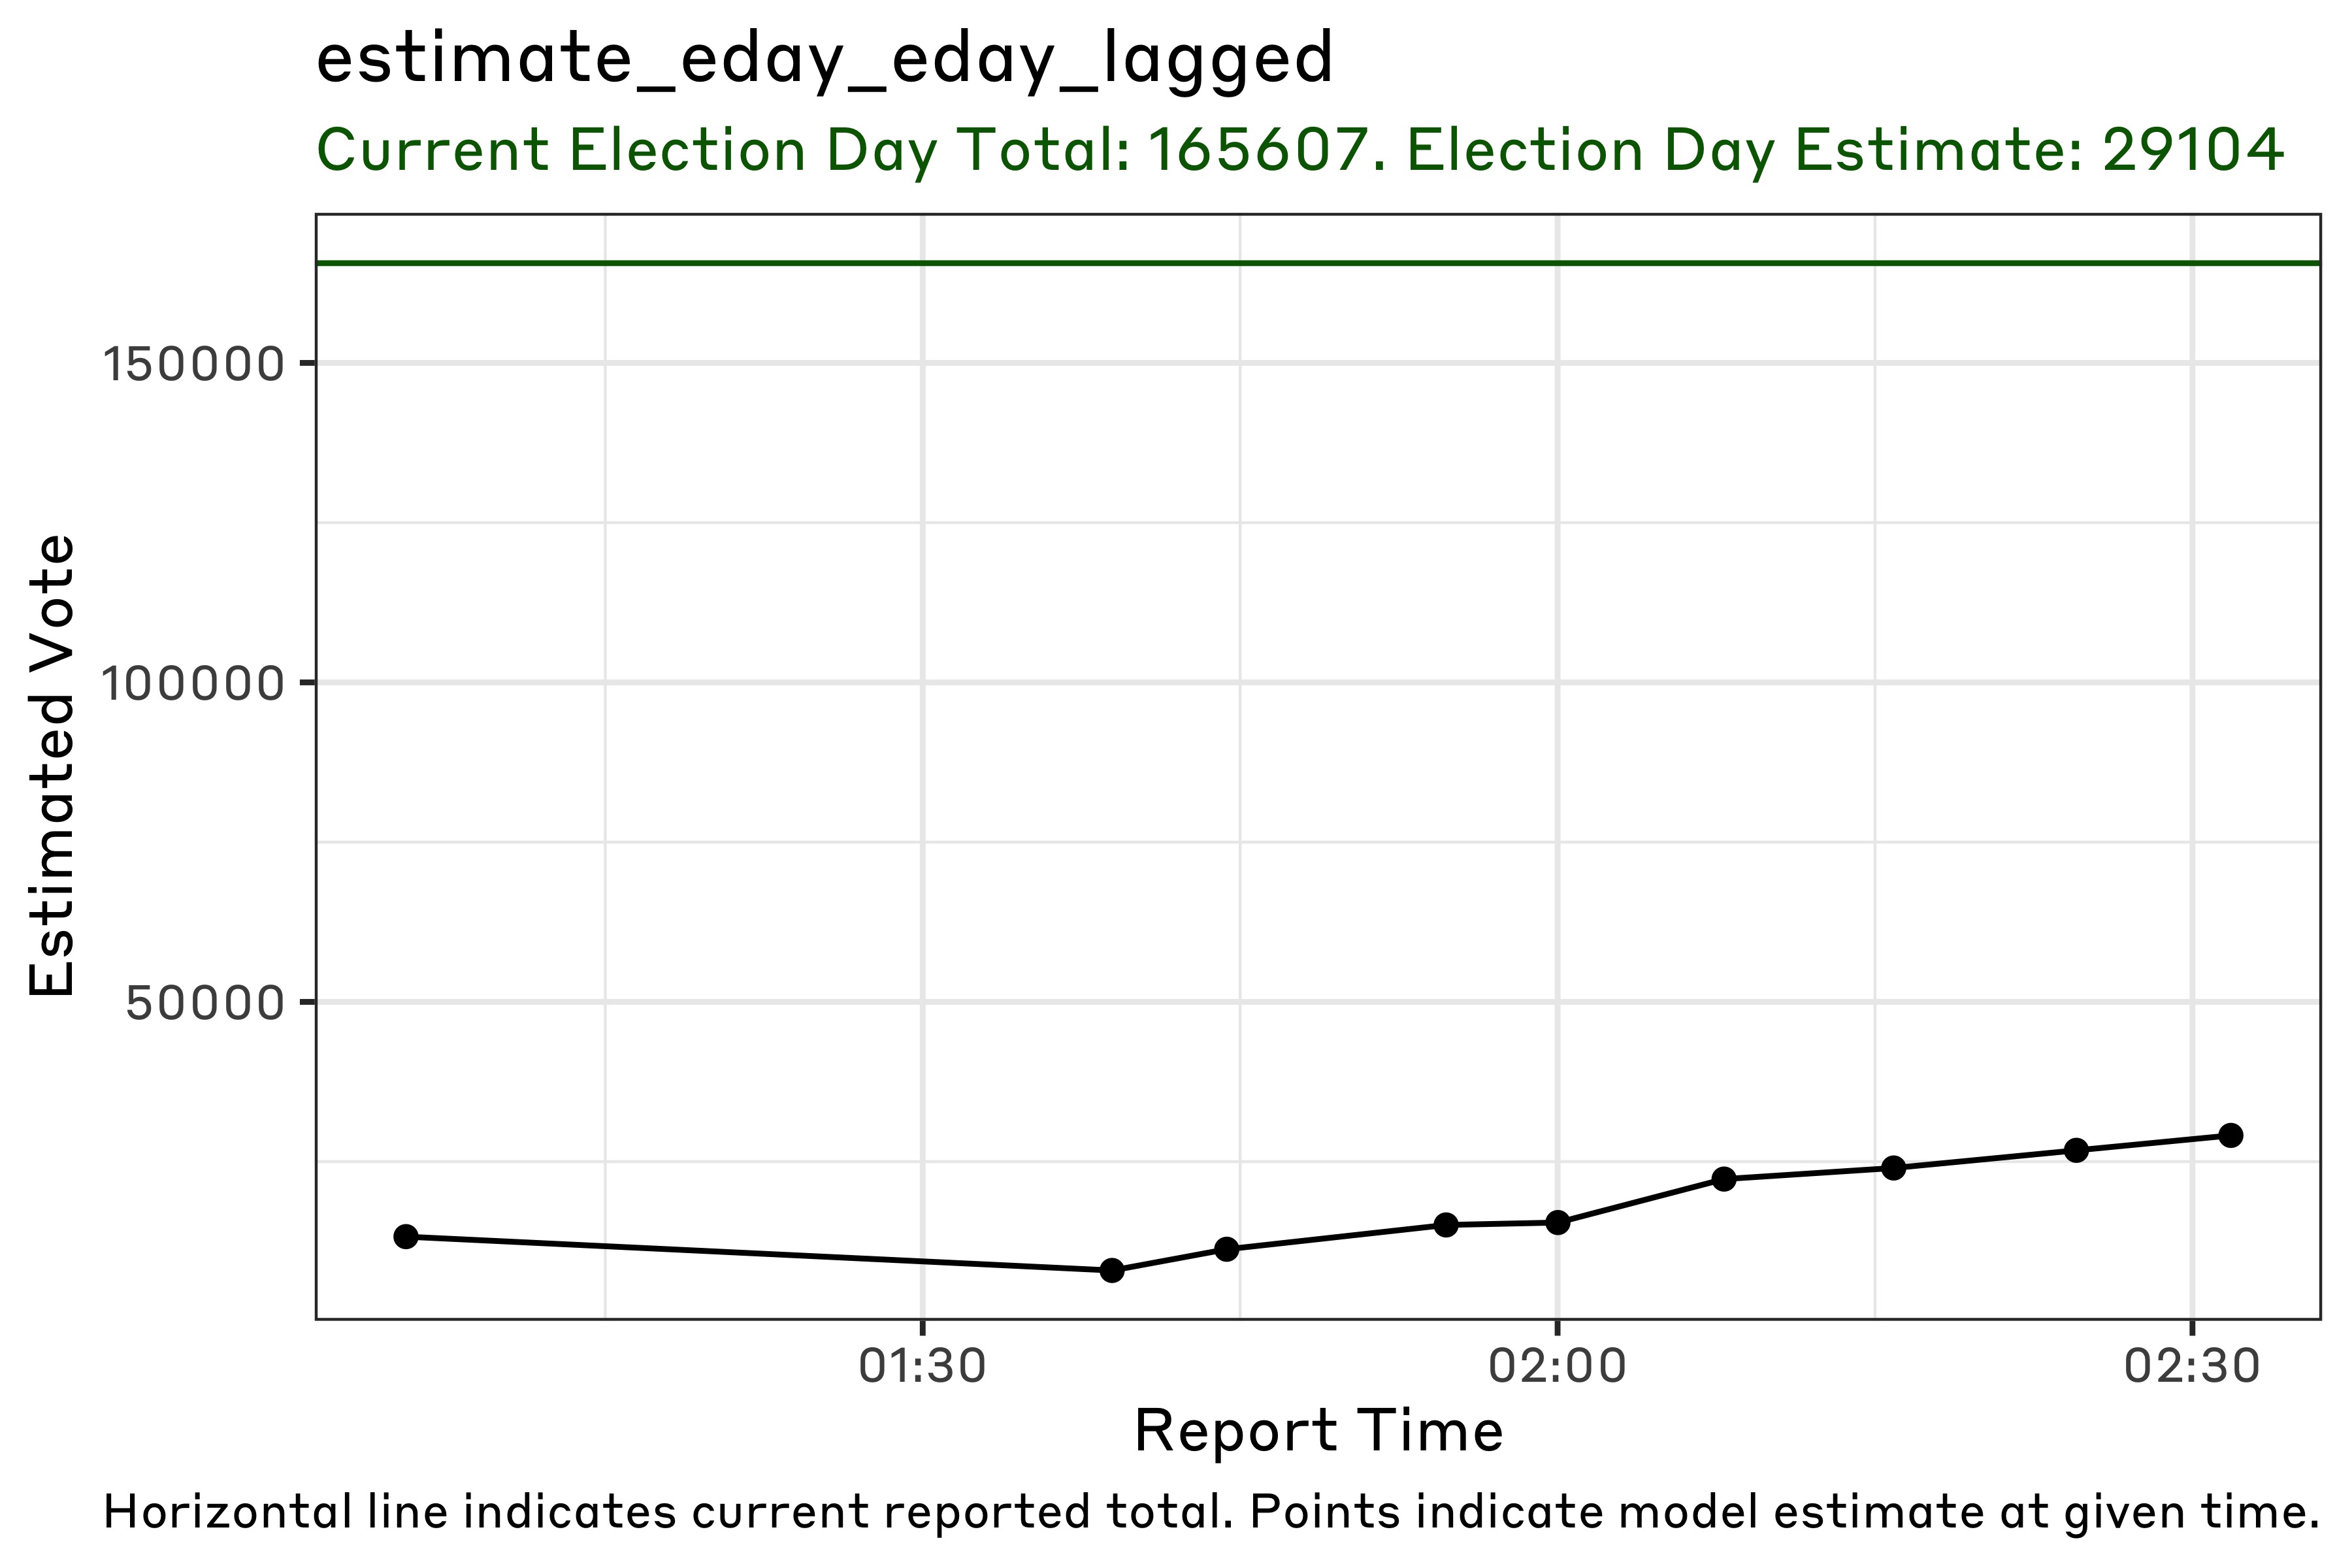 estimate_eday_eday_lagged
Current Election Day Total: 165607. Election Day Estimate: 29104
Estimated Vote
150000
100000
50000
01:30 02:00 02:30
Report Time
Horizontal line indicates current reported total. Points indicate model estimate at given time.